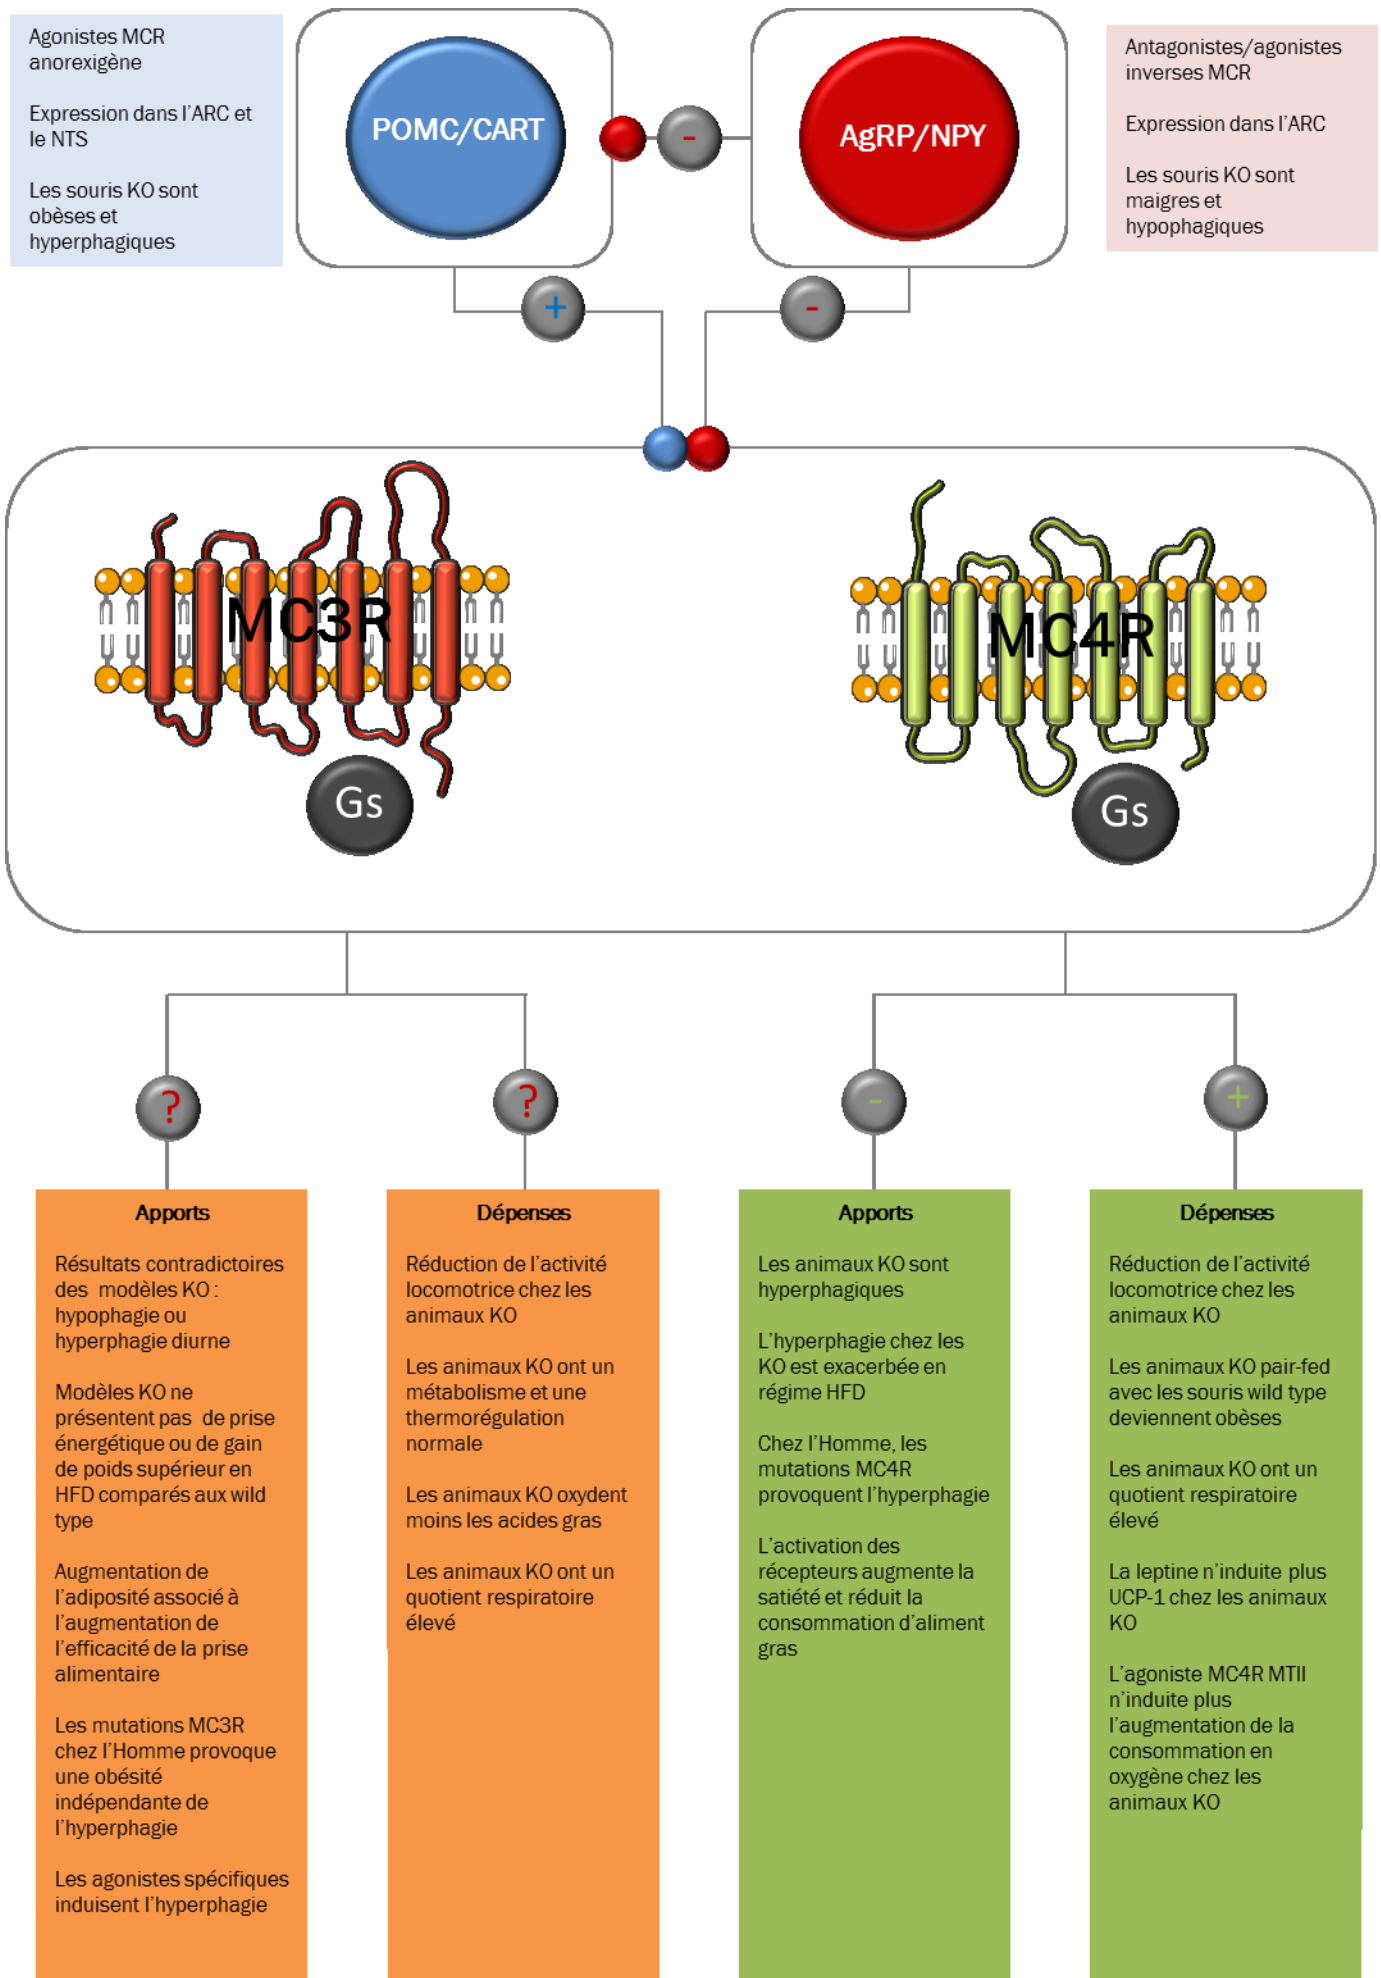 Agonistes MCR
anorexigène
Expression dans l'ARC et
le NTS
Les souris KO sont
obèses et
hyperphagiques
POMC/CART
-
AgRP/NPY
Antagonistes/agonistes
inverses MCR
Expression dans l'ARC
Les souris KO sont
maigres et
hypophagiques
+
-
MC3R
Gs
MC4R
Gs
?
?
-
+
Apports
Résultats contradictoires
des modèles KO :
hypophagie ou
hyperphagie diurne
Modèles KO ne
présentent pas de prise
énergétique ou de gain
de poids supérieur en
HFD comparés aux wild
type
Augmentation de
l'adiposité associé à
l'augmentation de
l'efficacité de la prise
alimentaire
Les mutations MC3R
chez l'Homme provoque
une obésité
indépendante de
l'hyperphagie
Les agonistes spécifiques
induisent l'hyperphagie
Dépenses
Réduction de l'activité
locomotrice chez les
animaux KO
Les animaux KO ont un
métabolisme et une
thermorégulation
normale
Les animaux KO oxydent
moins les acides gras
Les animaux KO ont un
quotient respiratoire
élevé
Apports
Les animaux KO sont
hyperphagiques
L'hyperphagie chez les
KO est exacerbée en
régime HFD
Chez l'Homme, les
mutations MC4R
provoquent l'hyperphagie
L'activation des
récepteurs augmente la
satiété et réduit la
consommation d'aliment
gras
Dépenses
Réduction de l'activité
locomotrice chez les
animaux KO
Les animaux KO pair-fed
avec les souris wild type
deviennent obèses
Les animaux KO ont un
quotient respiratoire
élevé
La leptine n'induite plus
UCP-1 chez les animaux
KO
L'agoniste MC4R MTII
n'induite plus
l'augmentation de la
consommation en
oxygène chez les
animaux KO